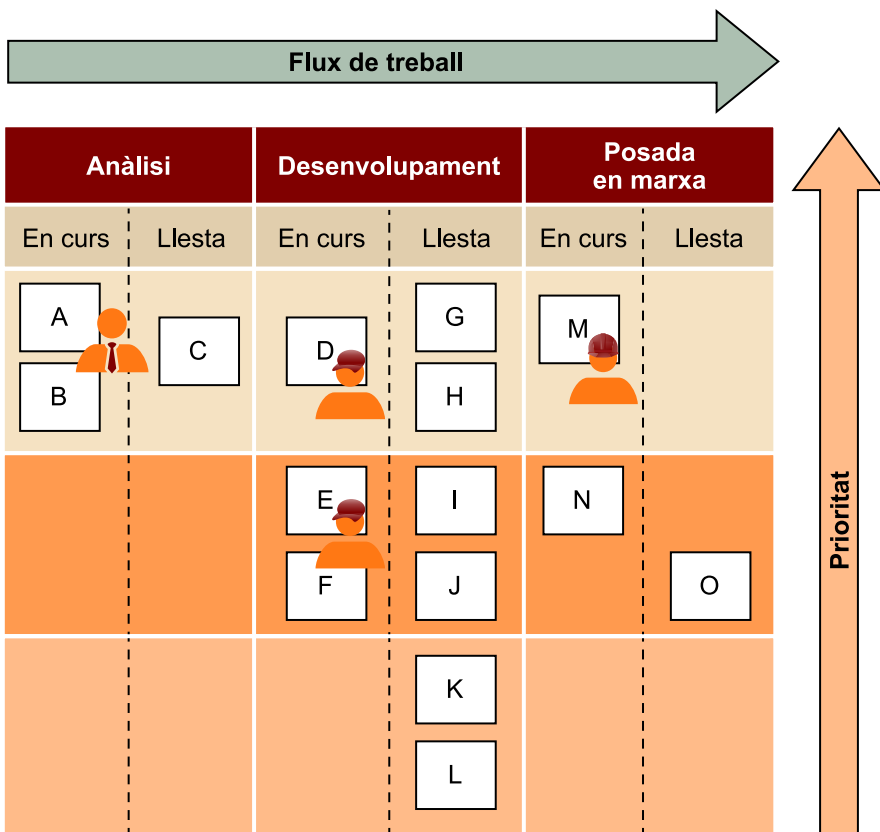 Flux de treball
Anàlisi
Desenvolupament
Posada
en marxa
En curs
Llesta
En curs
Llesta
En curs
Llesta
A
B
C
D
G
H
M
E
F
I
J
N
O
K
L
Prioritat